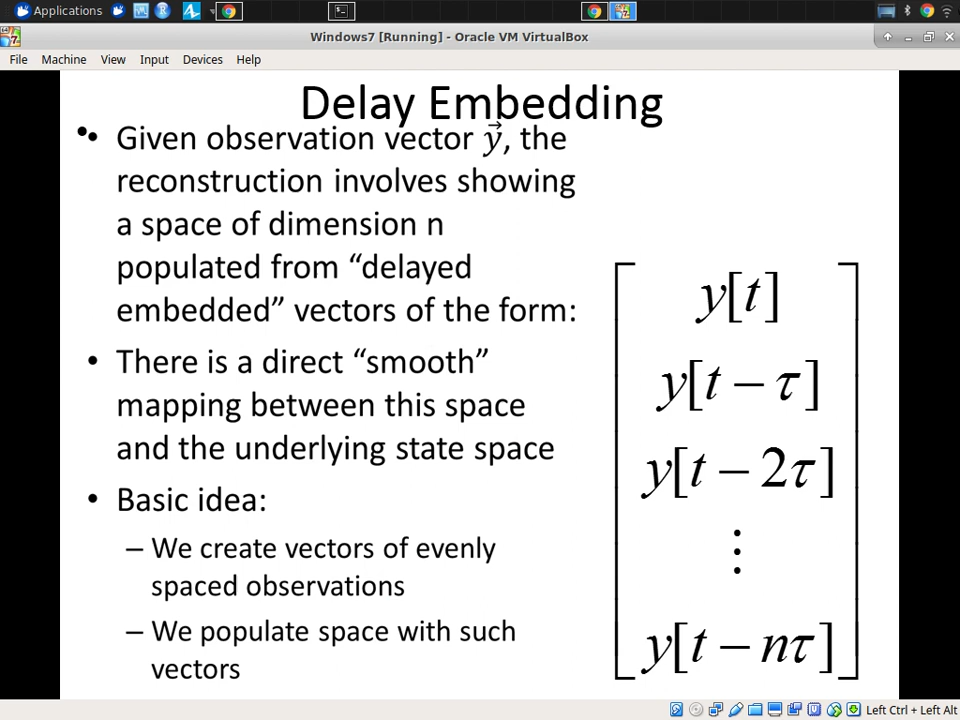 Applications
Windows7 [Running] - Oracle VM VirtualBox
File Machine View Input Devices Help
Delay Embedding
• Given observation vector y⃗, the
reconstruction involves showing
a space of dimension n
populated from “delayed
embedded” vectors of the form:
• There is a direct “smooth”
mapping between this space
and the underlying state space
• Basic idea:
– We create vectors of evenly
spaced observations
– We populate space with such
vectors
y[t]
y[t − τ]
y[t − 2τ]
⋮
y[t − nτ]
Left Ctrl + Left Alt